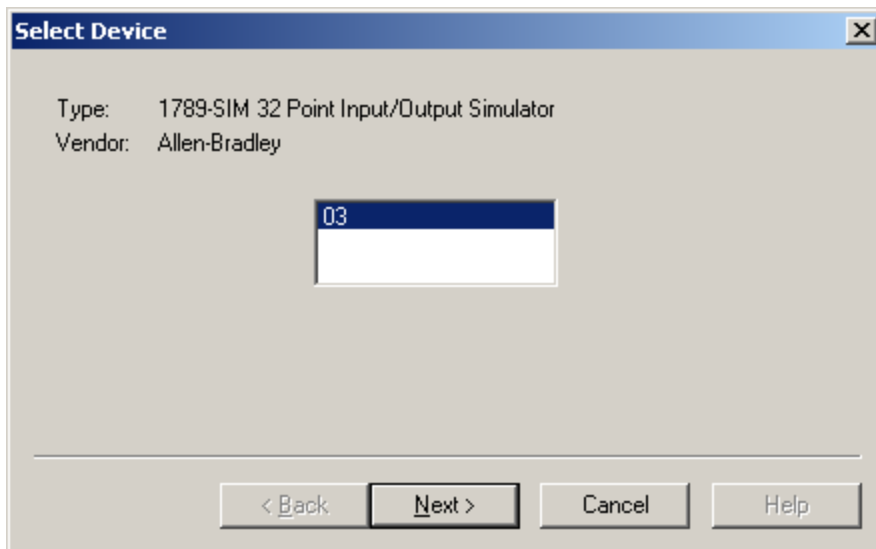 Select Device
Type: 1789-SIM 32 Point Input/Output Simulator
Vendor: Allen-Bradley
03
< Back Next > Cancel Help